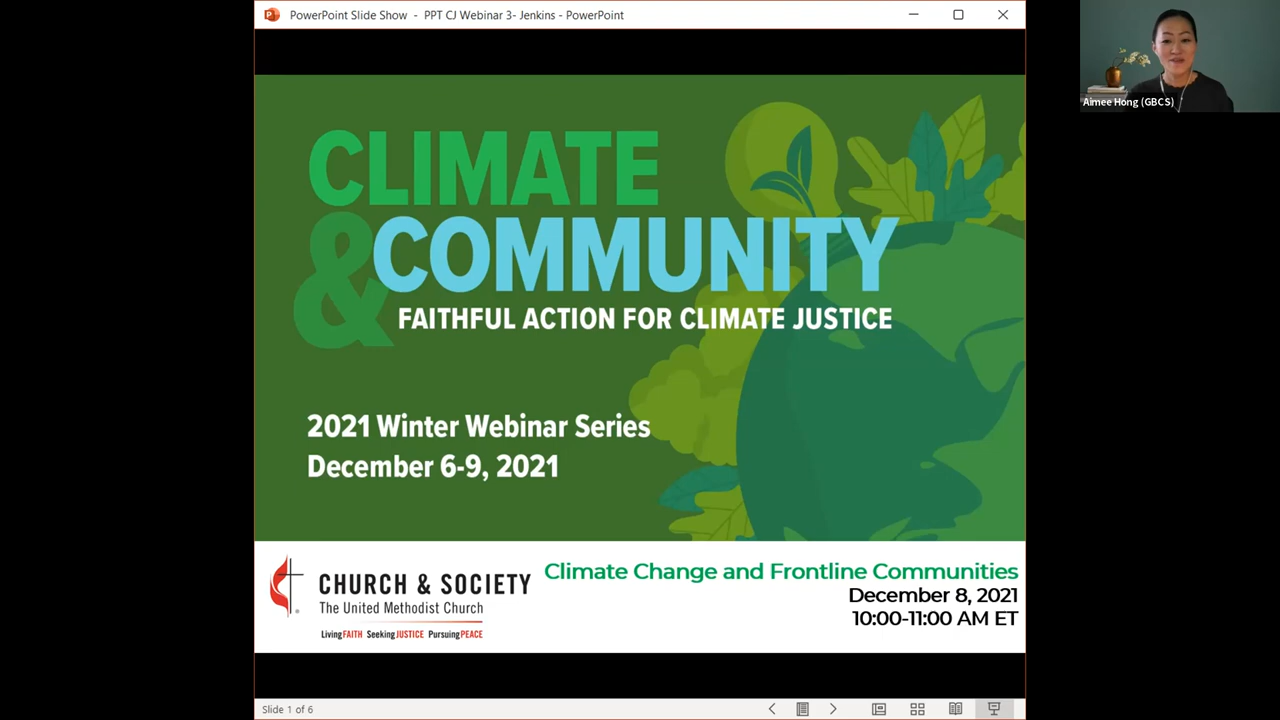 PowerPoint Slide Show - PPT CJ Webinar 3- Jenkins - PowerPoint
Aimee Hong (GBCS)
CLIMATE
& COMMUNITY
FAITHFUL ACTION FOR CLIMATE JUSTICE
2021 Winter Webinar Series
December 6-9, 2021
CHURCH & SOCIETY
The United Methodist Church
Living FAITH Seeking JUSTICE Pursuing PEACE
Climate Change and Frontline Communities
December 8, 2021
10:00-11:00 AM ET
Slide 1 of 6